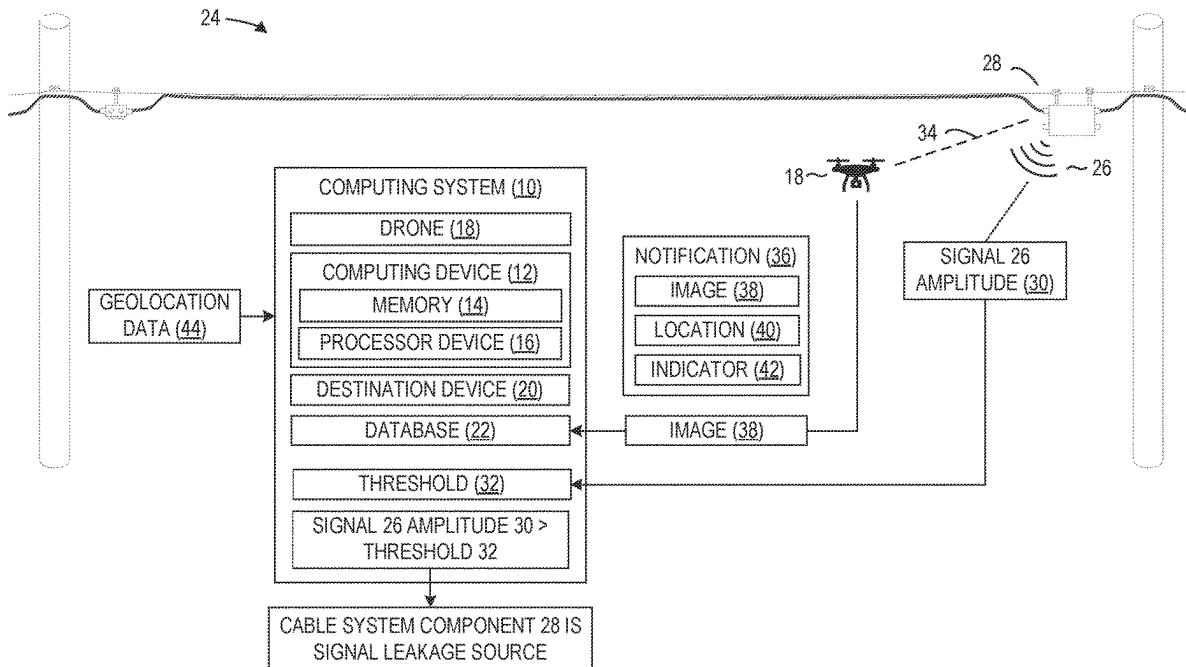 24
28
34
18
26
COMPUTING SYSTEM (10)
DRONE (18)
COMPUTING DEVICE (12)
MEMORY (14)
PROCESSOR DEVICE (16)
DESTINATION DEVICE (20)
DATABASE (22)
THRESHOLD (32)
SIGNAL 26 AMPLITUDE 30 >
THRESHOLD 32
GEOLOCATION
DATA (44)
NOTIFICATION (36)
IMAGE (38)
LOCATION (40)
INDICATOR (42)
IMAGE (38)
SIGNAL 26
AMPLITUDE (30)
CABLE SYSTEM COMPONENT 28 IS
SIGNAL LEAKAGE SOURCE